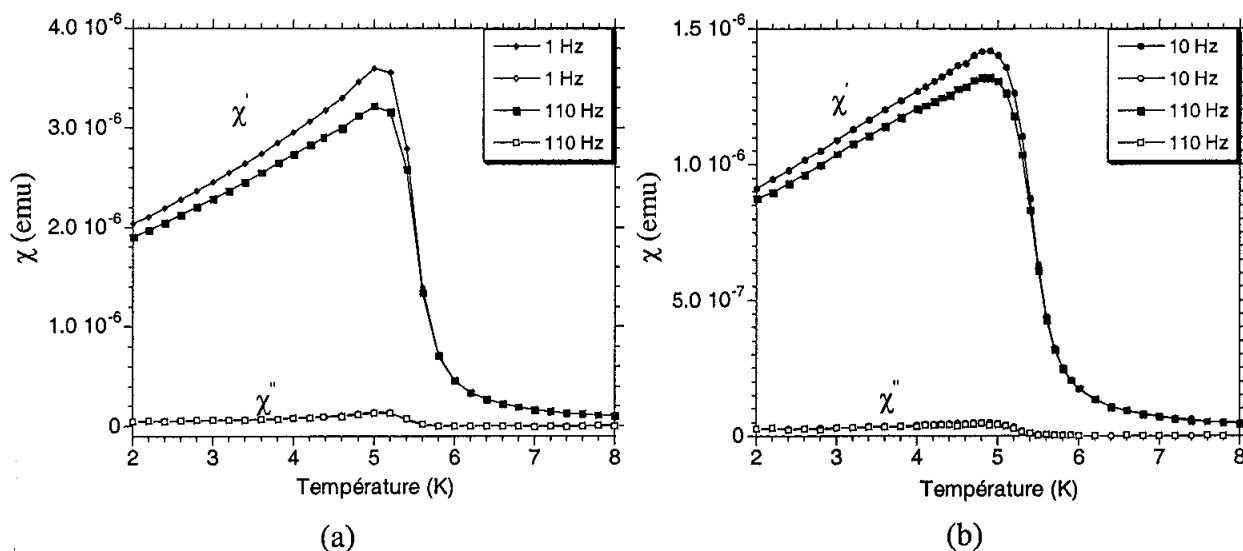 4.0 10⁻⁶
3.0 10⁻⁶
2.0 10⁻⁶
1.0 10⁻⁶
0
χ (emu)
χ'
χ"
1 Hz
1 Hz
110 Hz
110 Hz
2 3 4 5 6 7 8
Température (K)
(a)
1.5 10⁻⁶
1.0 10⁻⁶
5.0 10⁻⁷
0
χ (emu)
χ'
χ"
10 Hz
10 Hz
110 Hz
110 Hz
2 3 4 5 6 7 8
Température (K)
(b)